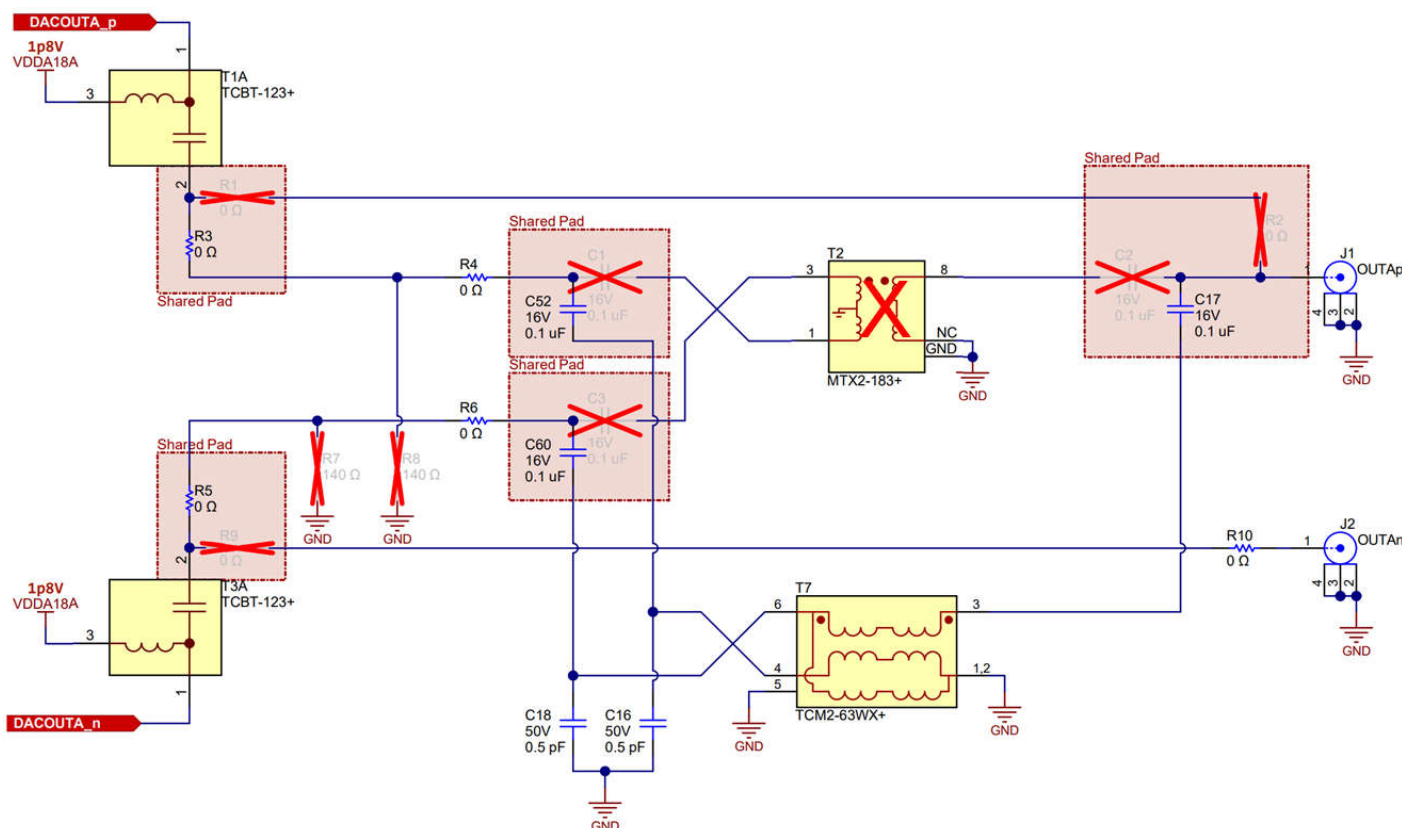 DACOUTA_p
1p8V
VDDA18A
1
3
T1A
TCBT-123+
2
R1
0 Ω
R3
0 Ω
Shared Pad
R4
0 Ω
Shared Pad
C1
16V
0.1 uF
C52
16V
0.1 uF
T2
3
1
8
NC
GND
MTX2-183+
GND
Shared Pad
C2
16V
0.1 uF
C17
16V
0.1 uF
R2
0 Ω
1
J1
OUTAp
4
3
2
GND
Shared Pad
R6
0 Ω
C3
16V
0.1 uF
C60
16V
0.1 uF
R7
140 Ω
GND
R8
140 Ω
GND
Shared Pad
R5
0 Ω
R9
0 Ω
2
1p8V
VDDA18A
3
T3A
TCBT-123+
1
DACOUTA_n
R10
0 Ω
1
J2
OUTAn
4
3
2
GND
T7
6
4
5
3
1,2
TCM2-63WX+
GND
GND
C18
50V
0.5 pF
C16
50V
0.5 pF
GND